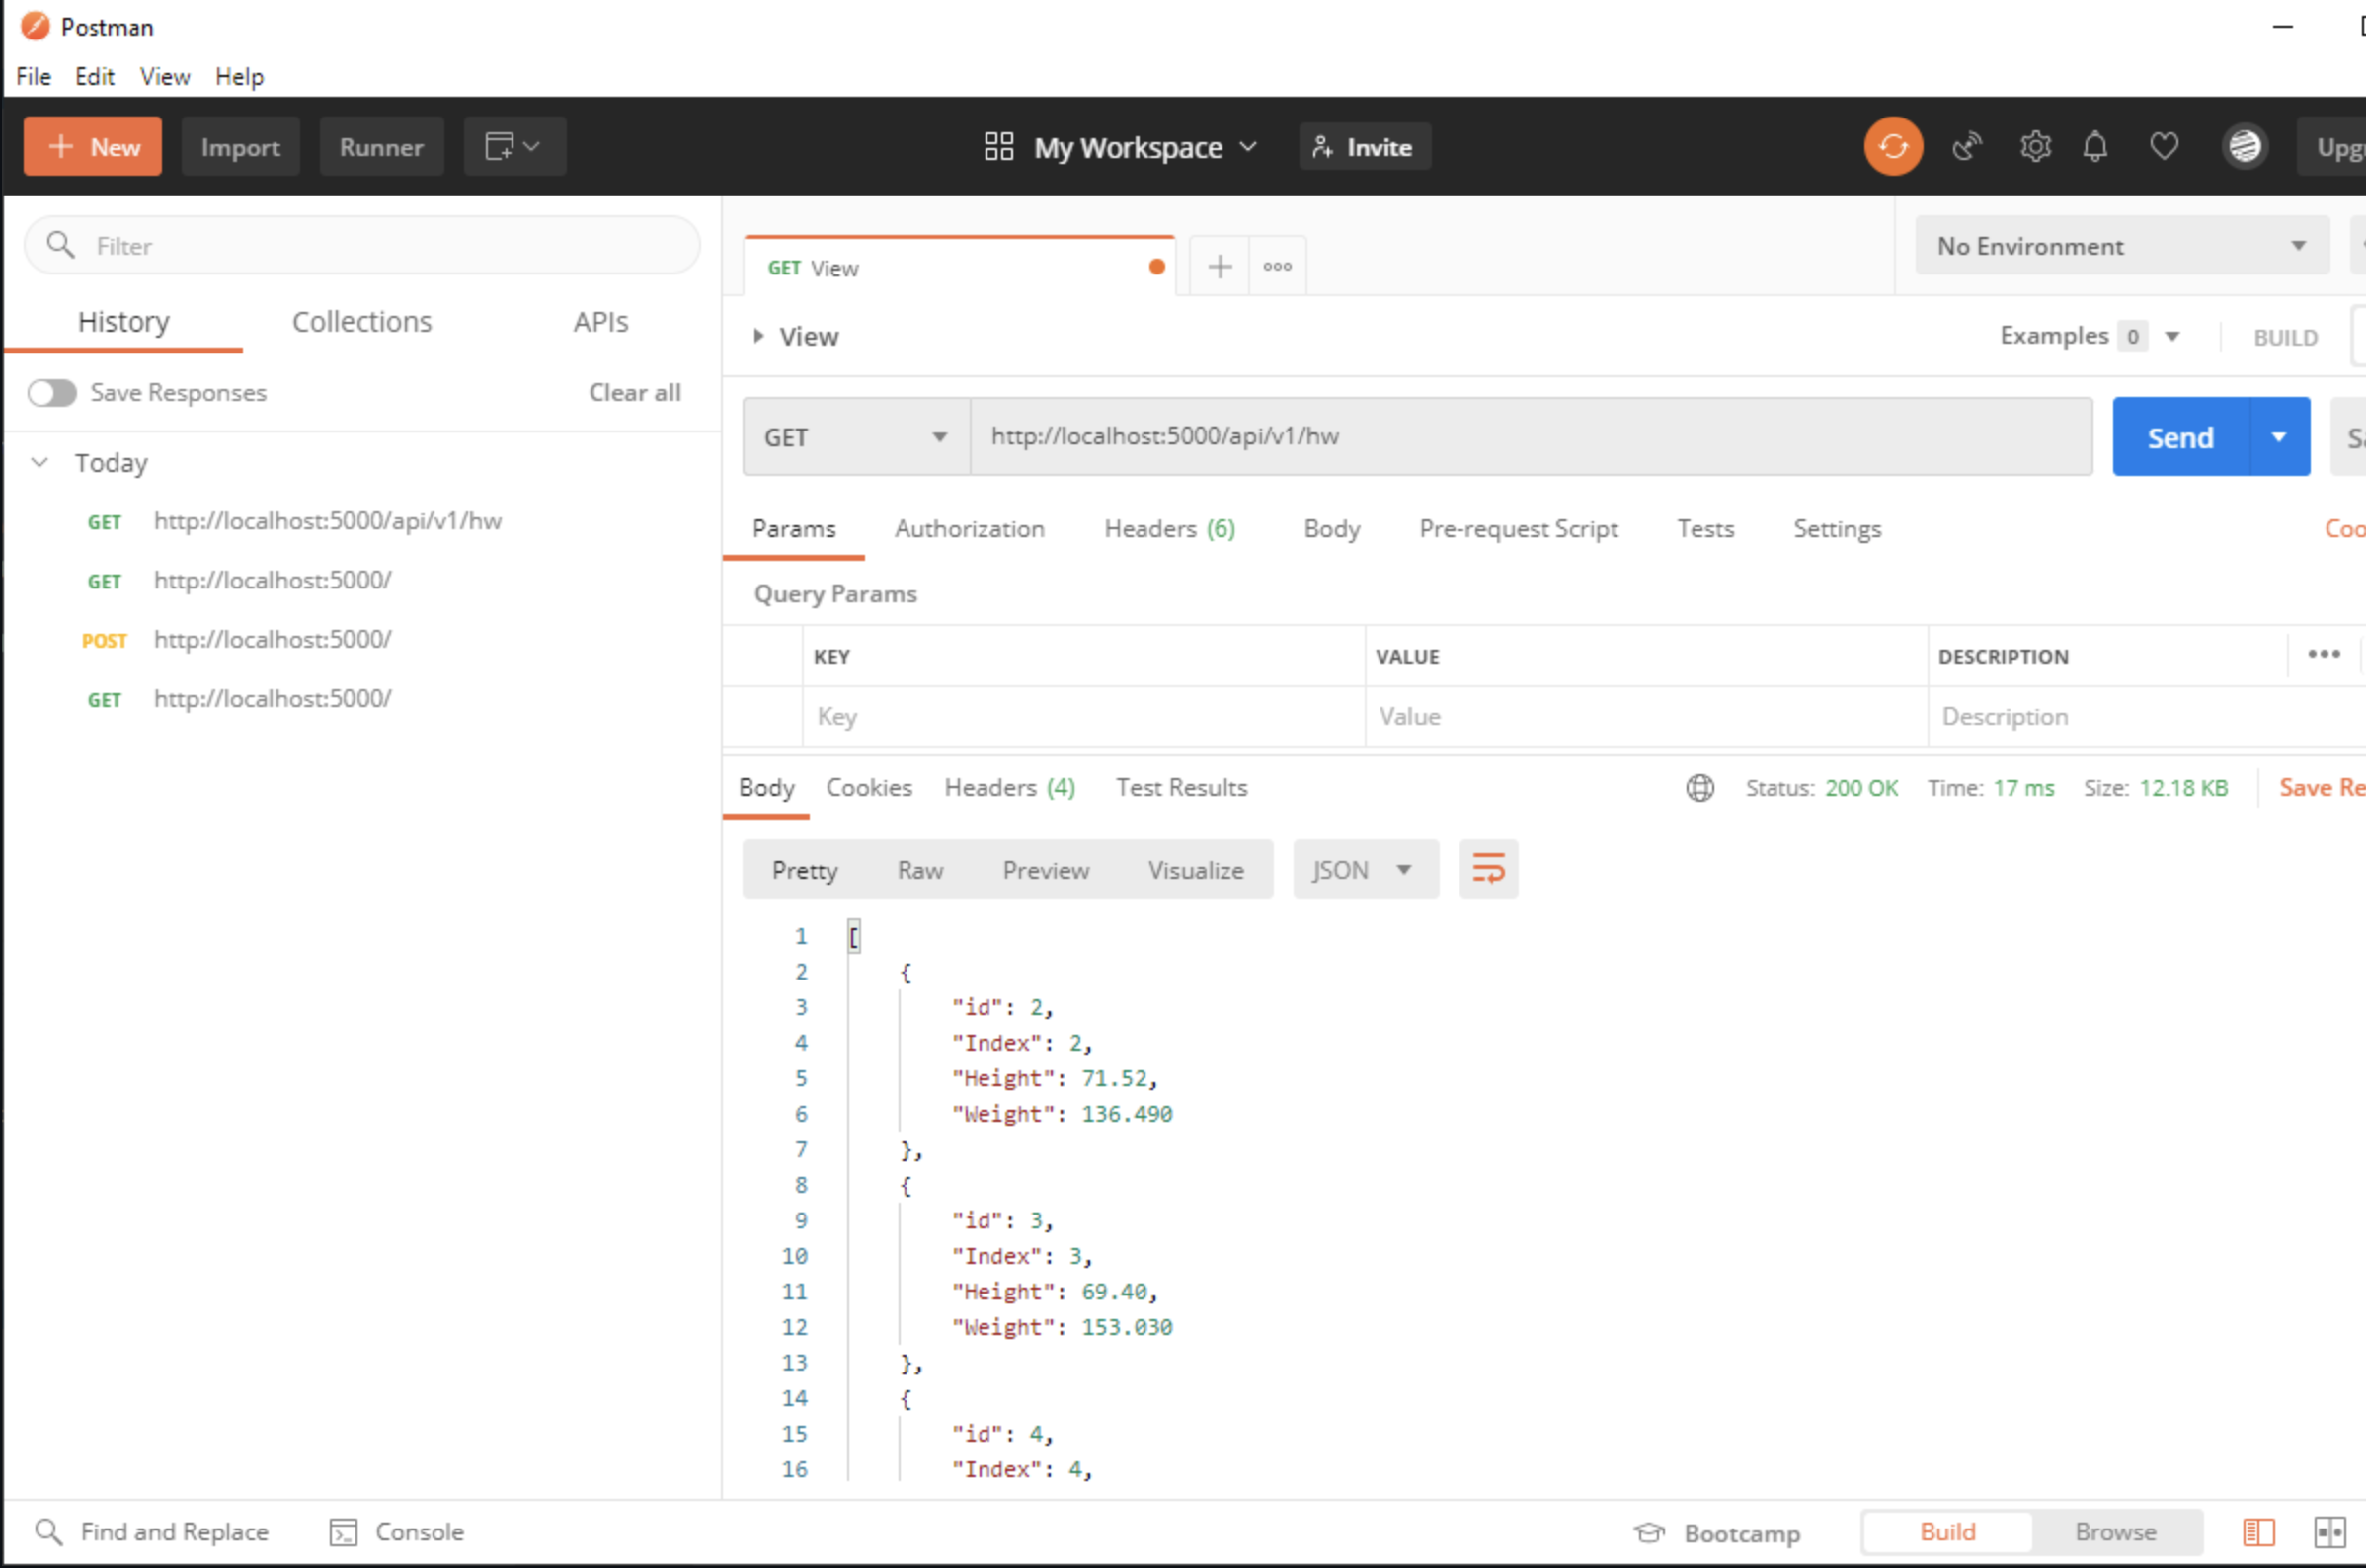 Postman
File Edit View Help
New Import Runner My Workspace Invite
Filter
History Collections APIs
Save Responses Clear all
Today
GET http://localhost:5000/api/v1/hw
GET http://localhost:5000/
POST http://localhost:5000/
GET http://localhost:5000/
GET View
No Environment
View Examples 0 BUILD
GET http://localhost:5000/api/v1/hw Send
Params Authorization Headers (6) Body Pre-request Script Tests Settings
Query Params
KEY VALUE DESCRIPTION
Key Value Description
Body Cookies Headers (4) Test Results Status: 200 OK Time: 17 ms Size: 12.18 KB Save
Pretty Raw Preview Visualize JSON
1 [
2 {
3 "id": 2,
4 "Index": 2,
5 "Height": 71.52,
6 "Weight": 136.490
7 },
8 {
9 "id": 3,
10 "Index": 3,
11 "Height": 69.40,
12 "Weight": 153.030
13 },
14 {
15 "id": 4,
16 "Index": 4,
Find and Replace Console Bootcamp Build Browse